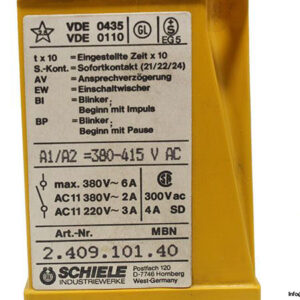 VDE 0435
VDE 0110
GL
S
EG 5
t x 10 = Eingestellte Zeit x 10
S.-Kont. = Sofortkontakt (21/22/24)
AV = Ansprechverzögerung
EW = Einschaltwischer
BI = Blinker,
Beginn mit Impuls
BP = Blinker,
Beginn mit Pause
A1/A2 =380-415 V AC
max. 380V~ 6A
AC11 380V~ 2A
AC11 220V~ 3A
300Vac
4A SD
Art.-Nr. MBN
2.409.101.40
SCHIELE
INDUSTRIEWERKE
Postfach 120
D-7746 Hornberg
West-Germany